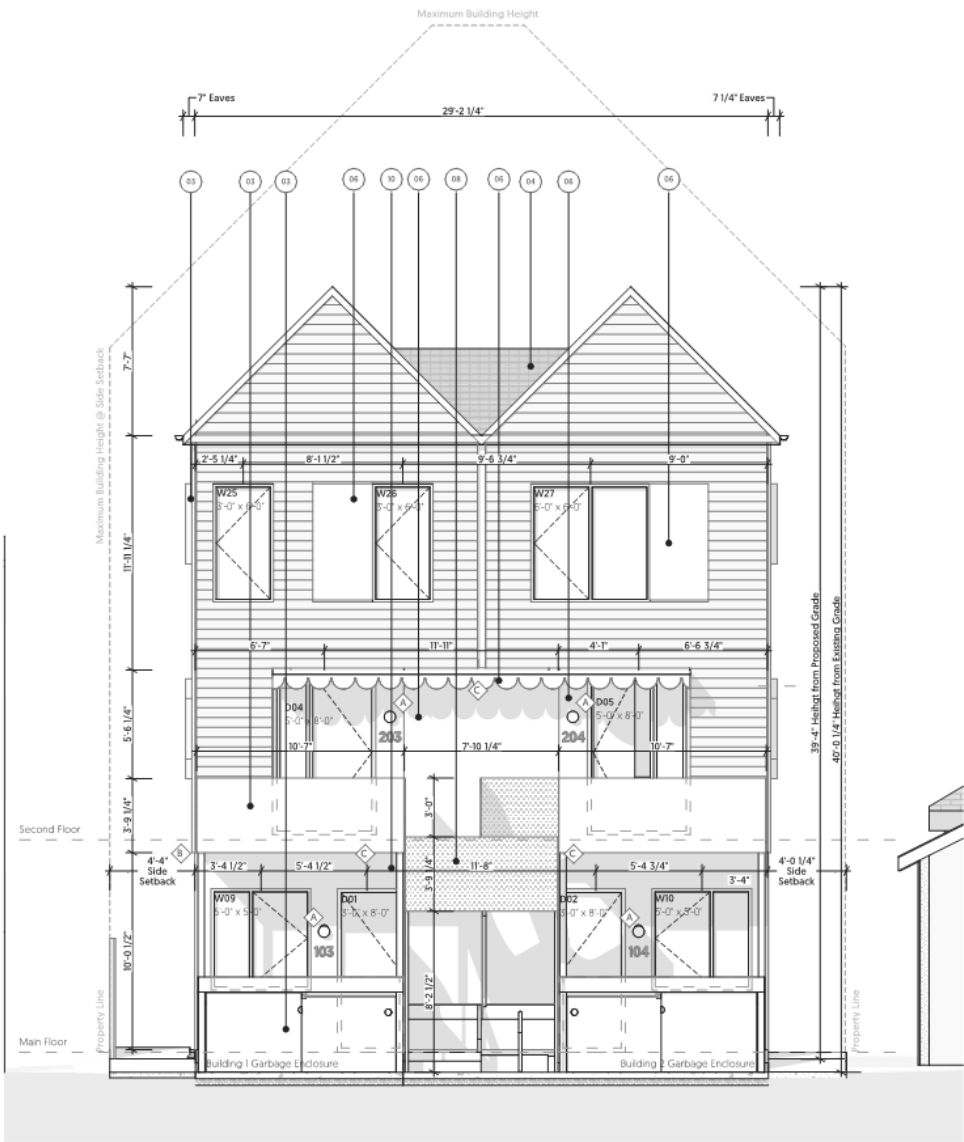 Maximum Building Height
7" Eaves
7 1/4" Eaves
29'-2 1/4"
03
03
03
06
10
06
08
06
04
06
06
7'-7"
Maximum Building Height @ Side Setback
2'-5 1/4"
8'-1 1/2"
9'-6 3/4"
9'-0"
W25
3'-0" x 6'-0"
W26
3'-0" x 6'-0"
W27
6'-0" x 6'-0"
11'-11 1/4"
39'-4" Heihgt from Proposed Grade
40'-0 1/4" Heihgt from Existing Grade
6'-7"
11'-11"
4'-1"
6'-6 3/4"
C
A
A
D04
5'-0" x 8'-0"
D05
5'-0" x 8'-0"
203
204
5'-6 1/4"
10'-7"
7'-10 1/4"
10'-7"
3'-0"
3'-9 1/4"
Second Floor
B
C
C
4'-4"
Side
Setback
3'-4 1/2"
5'-4 1/2"
3'-9 1/4"
11'-8"
5'-4 3/4"
3'-4"
4'-0 1/4"
Side
Setback
W09
5'-0" x 5'-0"
D01
3'-0" x 8'-0"
D02
3'-0" x 8'-0"
W10
5'-0" x 5'-0"
A
A
103
104
10'-0 1/2"
8'-2 1/2"
Property Line
Property Line
Main Floor
Building 1 Garbage Enclosure
Building 2 Garbage Enclosure